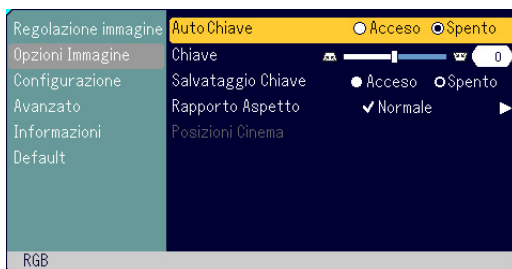 Regolazione immagine
Opzioni Immagine
Configurazione
Avanzato
Informazioni
Default
Auto Chiave Acceso Spento
Chiave 0
Salvataggio Chiave Acceso Spento
Rapporto Aspetto Normale
Posizioni Cinema
RGB